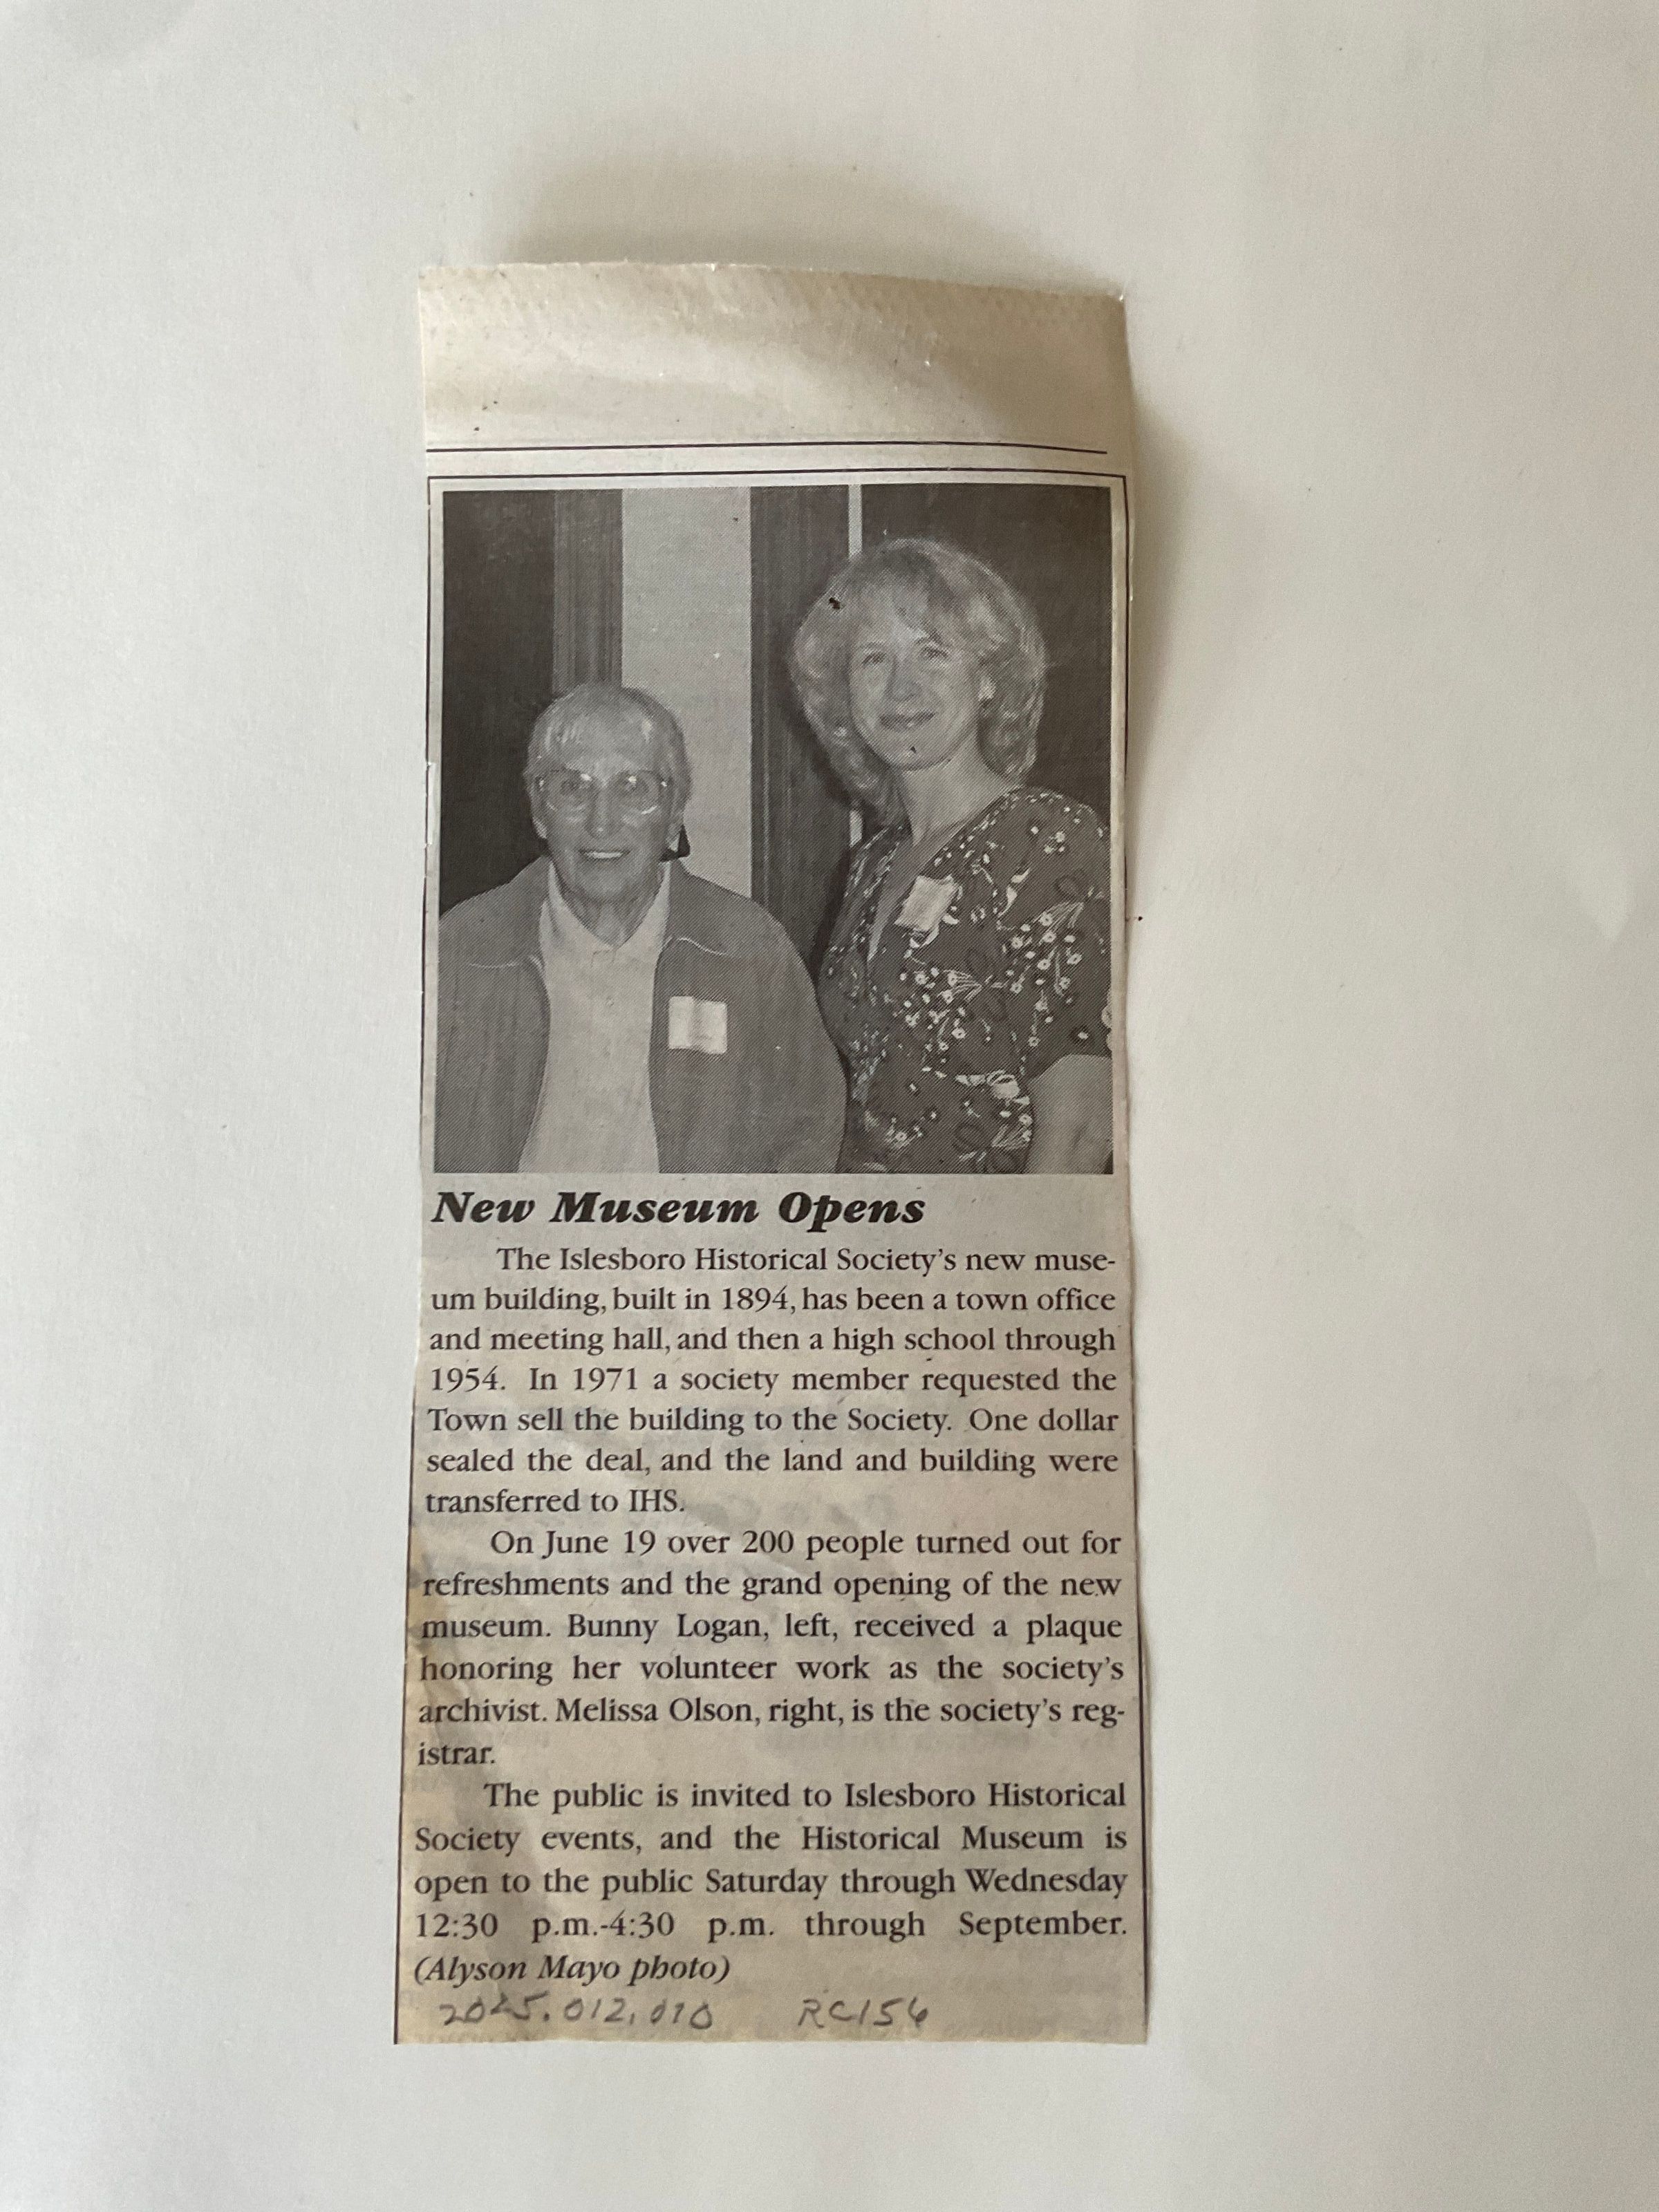 New Museum Opens
The Islesboro Historical Society's new muse-
um building, built in 1894, has been a town office
and meeting hall, and then a high school through
1954. In 1971 a society member requested the
Town sell the building to the Society. One dollar
sealed the deal, and the land and building were
transferred to IHS.
On June 19 over 200 people turned out for
refreshments and the grand opening of the new
museum. Bunny Logan, left, received a plaque
honoring her volunteer work as the society's
archivist. Melissa Olson, right, is the society's reg-
istrar.
The public is invited to Islesboro Historical
Society events, and the Historical Museum is
open to the public Saturday through Wednesday
12:30 p.m.-4:30 p.m. through September.
(Alyson Mayo photo)
2025.012.010 RC156